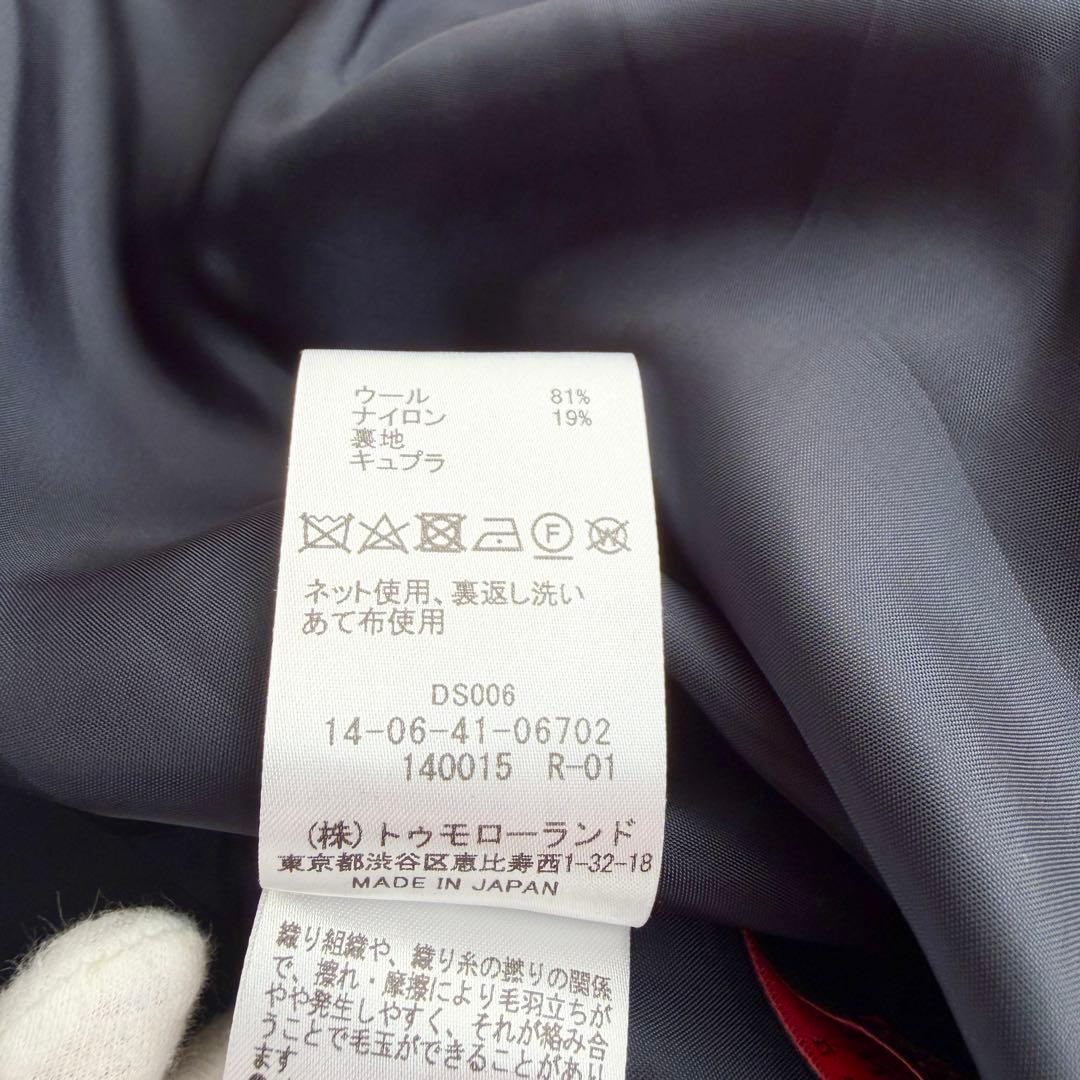 ウール 81%
ナイロン 19%
裏地
キュプラ
F
W
ネット使用、裏返し洗い
あて布使用
DS006
14-06-41-06702
140015 R-01
(株)トゥモローランド
東京都渋谷区恵比寿西1-32-18
MADE IN JAPAN
織り組織や、織り糸の撚りの関係
で、擦れ・摩擦により毛羽立ちが
やや発生しやすく、それが絡み合
うことで毛玉ができることがあり
ます